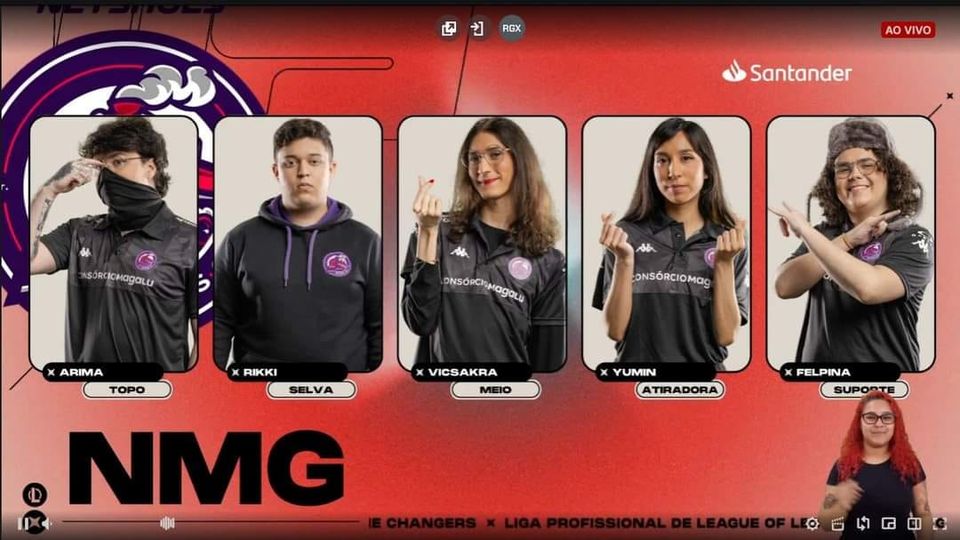 NETSHOES
RGX
AO VIVO
Santander
CONSÓRCIOMAGALU
CONSÓRCIOMAGALU
CONSÓRCIOMAG
ARIMA
RIKKI
VICSAKRA
YUMIN
FELPINA
TOPO
SELVA
MEIO
ATIRADORA
SUPORTE
NMG
E CHANGERS × LIGA PROFISSIONAL DE LEAGUE OF LE